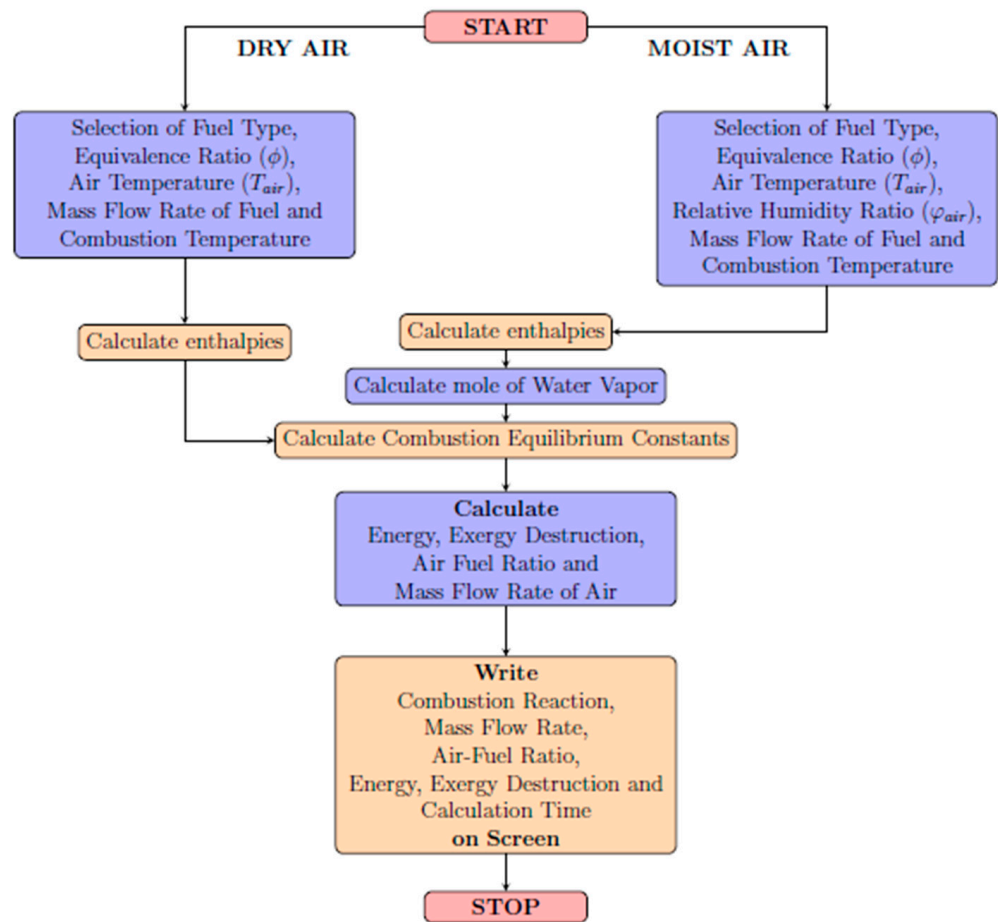 START
DRY AIR
MOIST AIR
Selection of Fuel Type,
Equivalence Ratio (ϕ),
Air Temperature (T_air),
Mass Flow Rate of Fuel and
Combustion Temperature
Selection of Fuel Type,
Equivalence Ratio (ϕ),
Air Temperature (T_air),
Relative Humidity Ratio (φ_air),
Mass Flow Rate of Fuel and
Combustion Temperature
Calculate enthalpies
Calculate enthalpies
Calculate mole of Water Vapor
Calculate Combustion Equilibrium Constants
Calculate
Energy, Exergy Destruction,
Air Fuel Ratio and
Mass Flow Rate of Air
Write
Combustion Reaction,
Mass Flow Rate,
Air-Fuel Ratio,
Energy, Exergy Destruction and
Calculation Time
on Screen
STOP